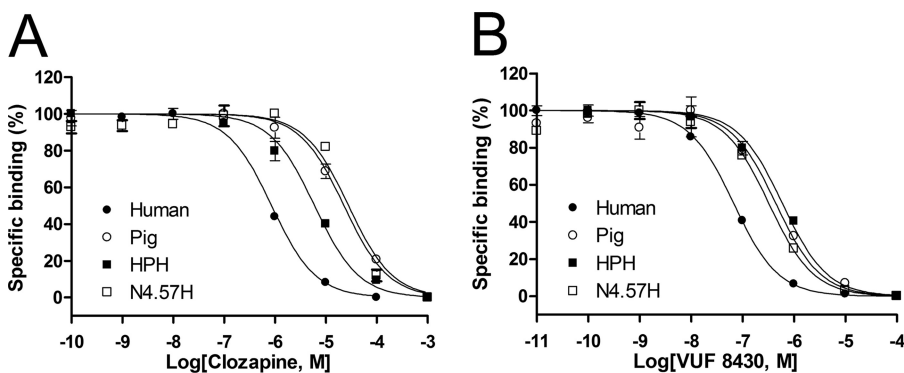 A
Specific binding (%)
120
100
80
60
40
20
0
Human
Pig
HPH
N4.57H
-10 -9 -8 -7 -6 -5 -4 -3
Log[Clozapine, M]
B
Specific binding (%)
120
100
80
60
40
20
0
Human
Pig
HPH
N4.57H
-11 -10 -9 -8 -7 -6 -5 -4
Log[VUF 8430, M]